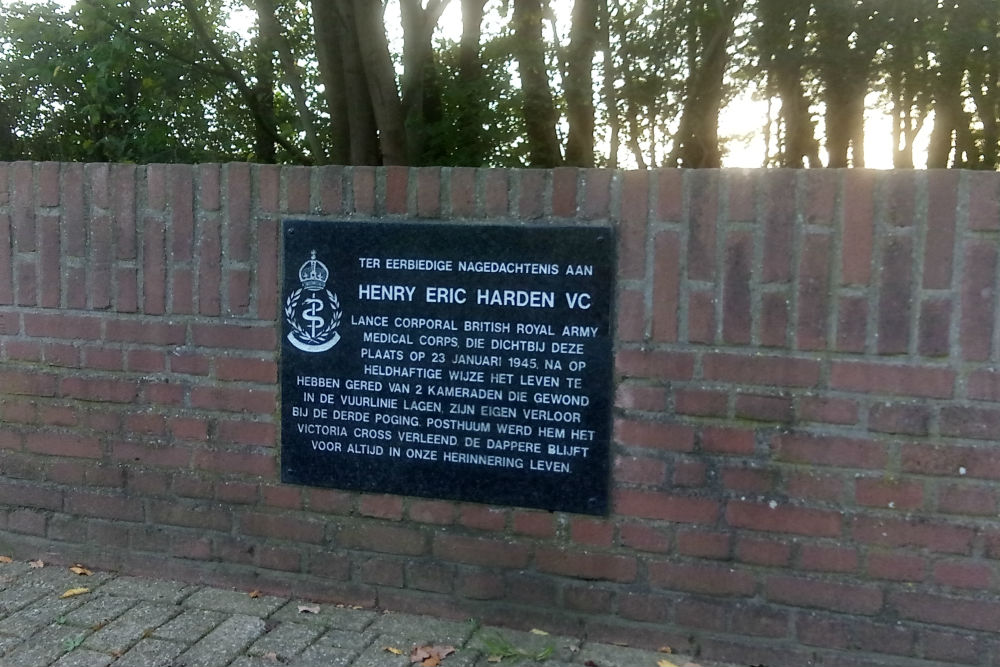 TER EERBIEDIGE NAGEDACHTENIS AAN
HENRY ERIC HARDEN VC
LANCE CORPORAL BRITISH ROYAL ARMY
MEDICAL CORPS, DIE DICHTBIJ DEZE
PLAATS OP 23 JANUARI 1945, NA OP
HELDHAFTIGE WIJZE HET LEVEN TE
HEBBEN GERED VAN 2 KAMERADEN DIE GEWOND
IN DE VUURLINIE LAGEN, ZIJN EIGEN VERLOOR
BIJ DE DERDE POGING. POSTHUUM WERD HEM HET
VICTORIA CROSS VERLEEND. DE DAPPERE BLIJFT
VOOR ALTIJD IN ONZE HERINNERING LEVEN.